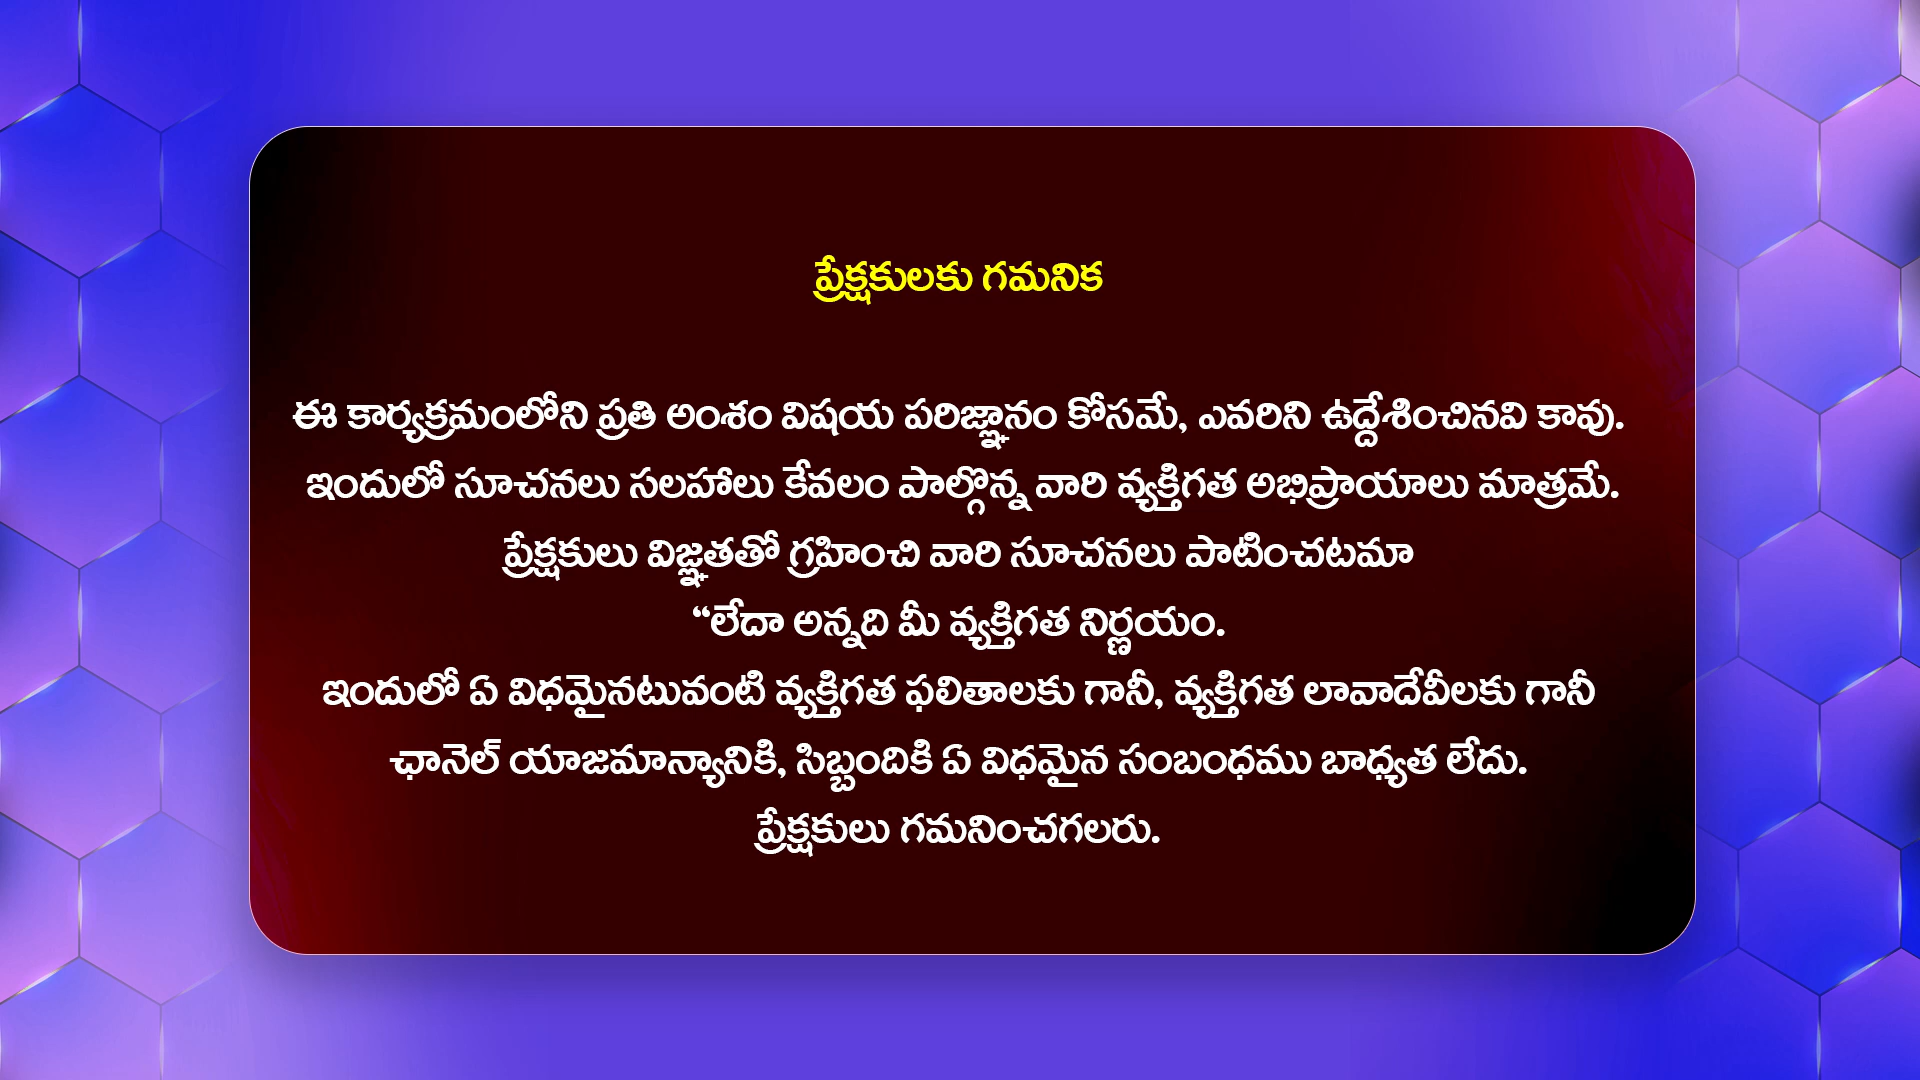 ప్రేక్షకులకు గమనిక
ఈ కార్యక్రమంలోని ప్రతి అంశం విషయ పరిజ్ఞానం కోసమే, ఎవరిని ఉద్దేశించినవి కావు.
ఇందులో సూచనలు సలహాలు కేవలం పాల్గొన్న వారి వ్యక్తిగత అభిప్రాయాలు మాత్రమే.
ప్రేక్షకులు విజ్ఞతతో గ్రహించి వారి సూచనలు పాటించటమా
“లేదా అన్నది మీ వ్యక్తిగత నిర్ణయం.
ఇందులో ఏ విధమైనటువంటి వ్యక్తిగత ఫలితాలకు గానీ, వ్యక్తిగత లావాదేవీలకు గానీ
ఛానెల్ యాజమాన్యానికి, సిబ్బందికి ఏ విధమైన సంబంధము బాధ్యత లేదు.
ప్రేక్షకులు గమనించగలరు.